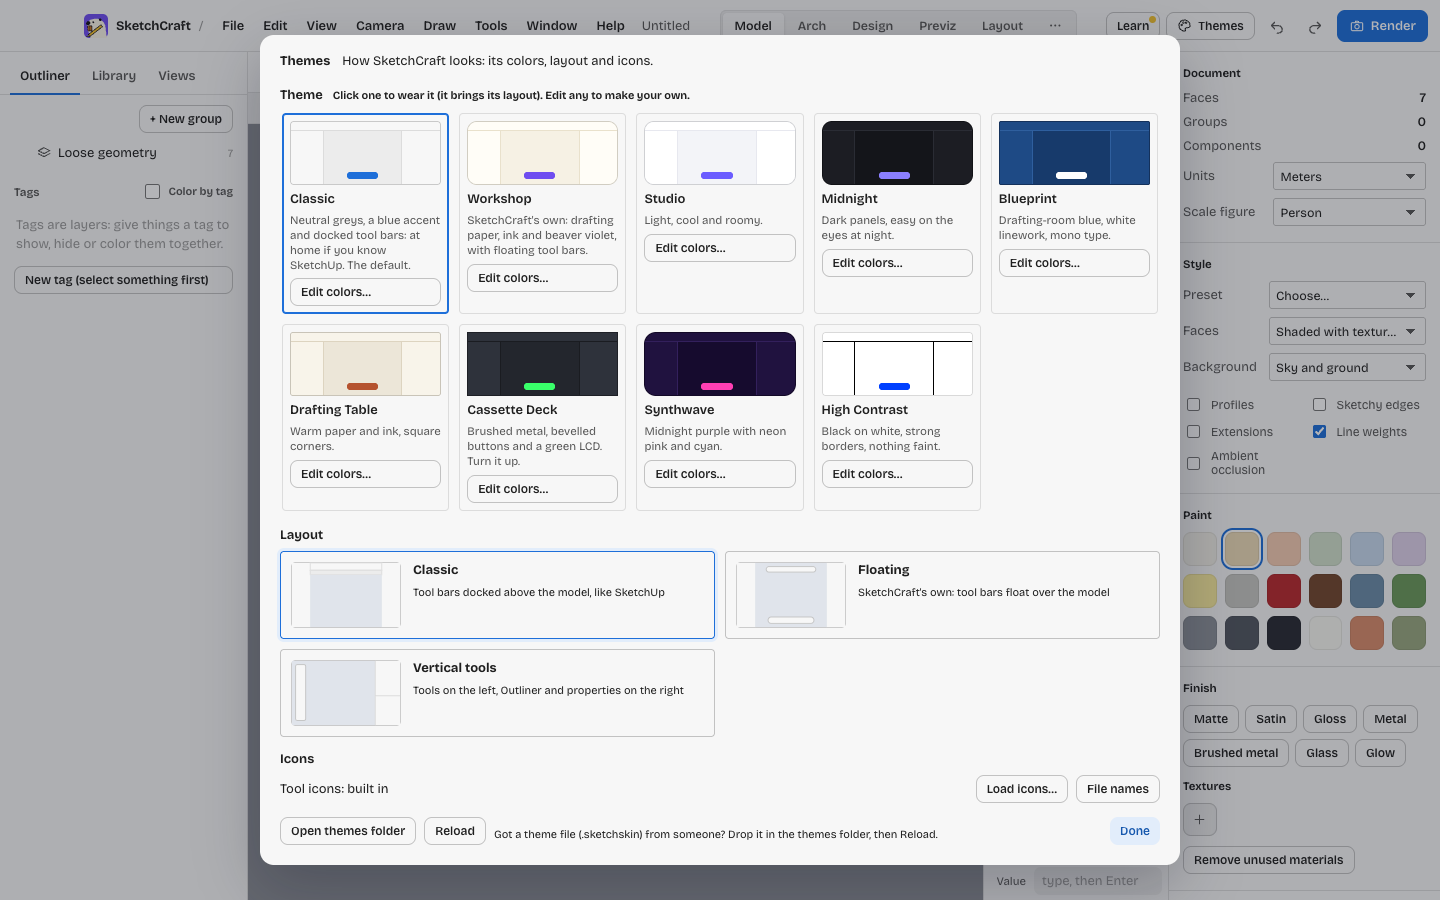 SketchCraft / File Edit View Camera Draw Tools Window Help Untitled Model Arch Design Previz Layout ··· Learn Themes Render
Outliner Library Views
+ New group
Loose geometry 7
Tags Color by tag
Tags are layers: give things a tag to
show, hide or color them together.
New tag (select something first)
Themes How SketchCraft looks: its colors, layout and icons.
Theme Click one to wear it (it brings its layout). Edit any to make your own.
Classic
Neutral greys, a blue accent
and docked tool bars: at
home if you know
SketchUp. The default.
Edit colors...
Workshop
SketchCraft's own: drafting
paper, ink and beaver violet,
with floating tool bars.
Edit colors...
Studio
Light, cool and roomy.
Edit colors...
Midnight
Dark panels, easy on the
eyes at night.
Edit colors...
Blueprint
Drafting-room blue, white
linework, mono type.
Edit colors...
Drafting Table
Warm paper and ink, square
corners.
Edit colors...
Cassette Deck
Brushed metal, bevelled
buttons and a green LCD.
Turn it up.
Edit colors...
Synthwave
Midnight purple with neon
pink and cyan.
Edit colors...
High Contrast
Black on white, strong
borders, nothing faint.
Edit colors...
Layout
Classic
Tool bars docked above the model, like SketchUp
Floating
SketchCraft's own: tool bars float over the model
Vertical tools
Tools on the left, Outliner and properties on the right
Icons
Tool icons: built in Load icons... File names
Open themes folder Reload Got a theme file (.sketchskin) from someone? Drop it in the themes folder, then Reload. Done
Document
Faces 7
Groups 0
Components 0
Units Meters
Scale figure Person
Style
Preset Choose...
Faces Shaded with textur...
Background Sky and ground
Profiles Sketchy edges
Extensions Line weights
Ambient
occlusion
Paint
Finish
Matte Satin Gloss Metal
Brushed metal Glass Glow
Textures
+
Remove unused materials
Value type, then Enter